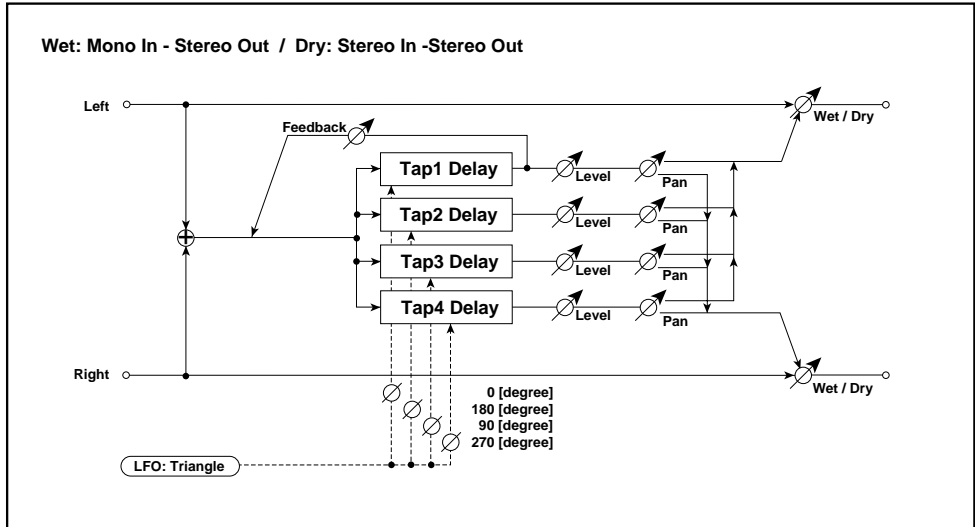 Wet: Mono In - Stereo Out / Dry: Stereo In -Stereo Out
Left
Wet / Dry
Feedback
Tap1 Delay
Level
Pan
Tap2 Delay
Level
Pan
Tap3 Delay
Level
Pan
Tap4 Delay
Level
Pan
Right
Wet / Dry
0 [degree]
180 [degree]
90 [degree]
270 [degree]
LFO: Triangle